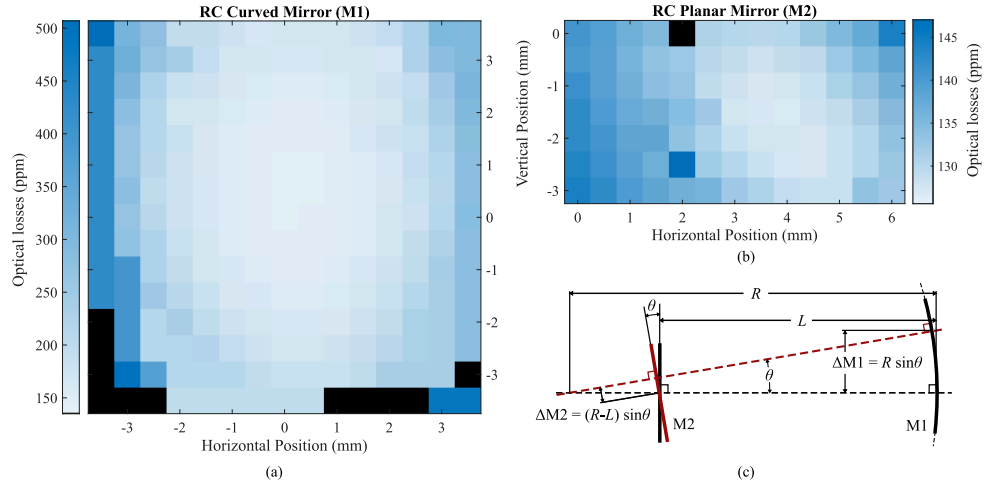 RC Curved Mirror (M1)
Optical losses (ppm)
500
450
400
350
300
250
200
150
3
2
1
0
-1
-2
-3
-3
-2
-1
0
1
2
3
Horizontal Position (mm)
(a)
RC Planar Mirror (M2)
Vertical Position (mm)
0
-1
-2
-3
0
1
2
3
4
5
6
Horizontal Position (mm)
145
140
135
130
Optical losses (ppm)
(b)
R
θ
L
ΔM1 = R sinθ
θ
ΔM2 = (R-L) sinθ
M2
M1
(c)